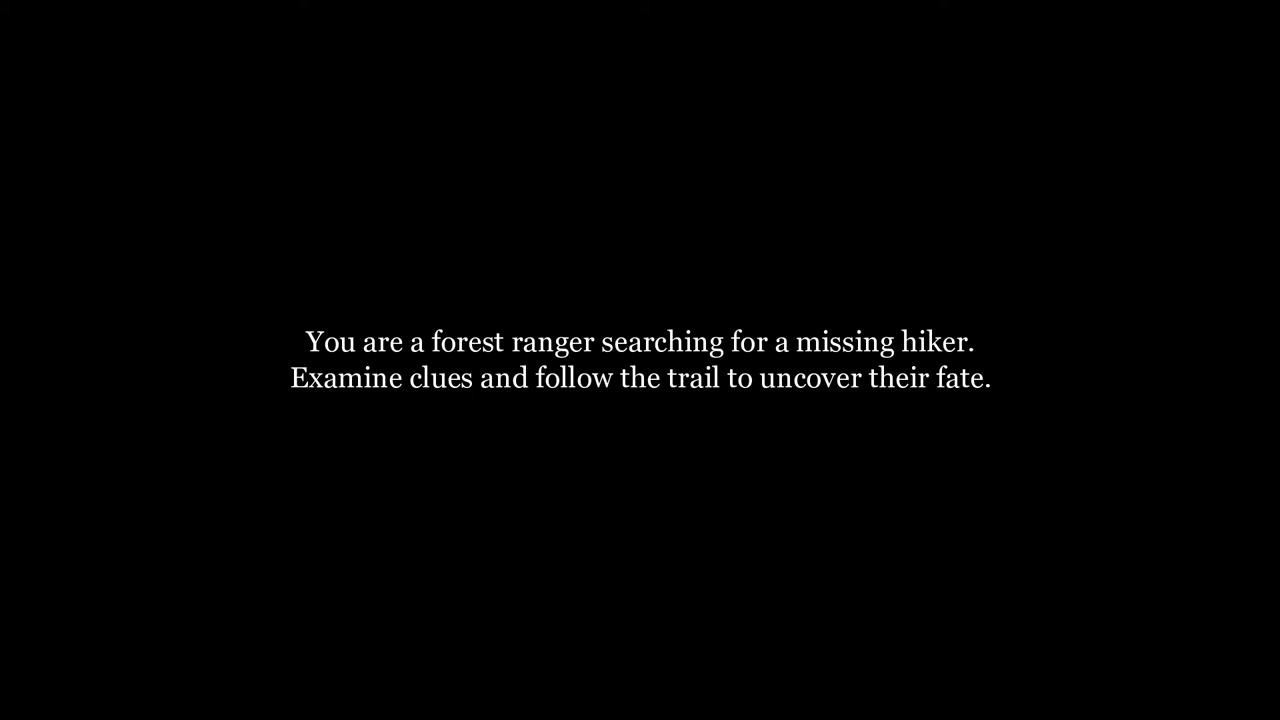 You are a forest ranger searching for a missing hiker.
Examine clues and follow the trail to uncover their fate.